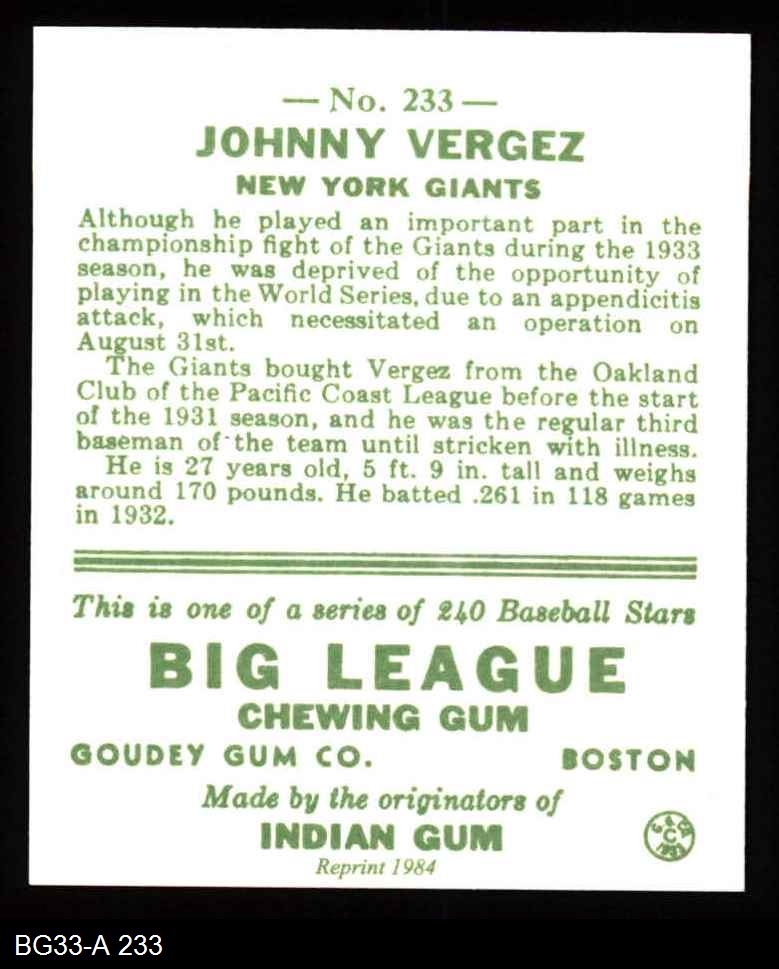 — No. 233 —
JOHNNY VERGEZ
NEW YORK GIANTS
Although he played an important part in the
championship fight of the Giants during the 1933
season, he was deprived of the opportunity of
playing in the World Series, due to an appendicitis
attack, which necessitated an operation on
August 31st.
The Giants bought Vergez from the Oakland
Club of the Pacific Coast League before the start
of the 1931 season, and he was the regular third
baseman of the team until stricken with illness.
He is 27 years old, 5 ft. 9 in. tall and weighs
around 170 pounds. He batted .261 in 118 games
in 1932.
This is one of a series of 240 Baseball Stars
BIG LEAGUE
CHEWING GUM
GOUDEY GUM CO. BOSTON
Made by the originators of
INDIAN GUM
Reprint 1984
BG33-A 233